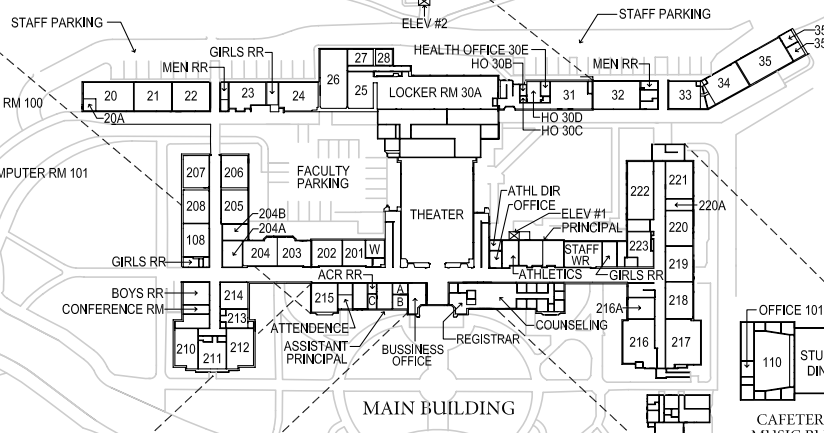 STAFF PARKING
ELEV #2
STAFF PARKING
GIRLS RR
MEN RR
27
28
HEALTH OFFICE 30E
HO 30B
MEN RR
35
20
21
22
23
24
26
25
LOCKER RM 30A
31
32
33
34
RM 100
20A
HO 30D
HO 30C
MPUTER RM 101
207
206
FACULTY
PARKING
208
205
THEATER
ATHL DIR
OFFICE
222
221
220A
204B
204A
ELEV #1
PRINCIPAL
220
108
204
203
202
201
W
STAFF
WR
223
219
GIRLS RR
ACR RR
ATHLETICS
GIRLS RR
BOYS RR
CONFERENCE RM
214
213
215
C
A
B
218
216A
OFFICE 101
ATTENDENCE
ASSISTANT
PRINCIPAL
BUSSINESS
OFFICE
REGISTRAR
COUNSELING
210
211
212
216
217
110
STU
DIN
MAIN BUILDING
CAFETER